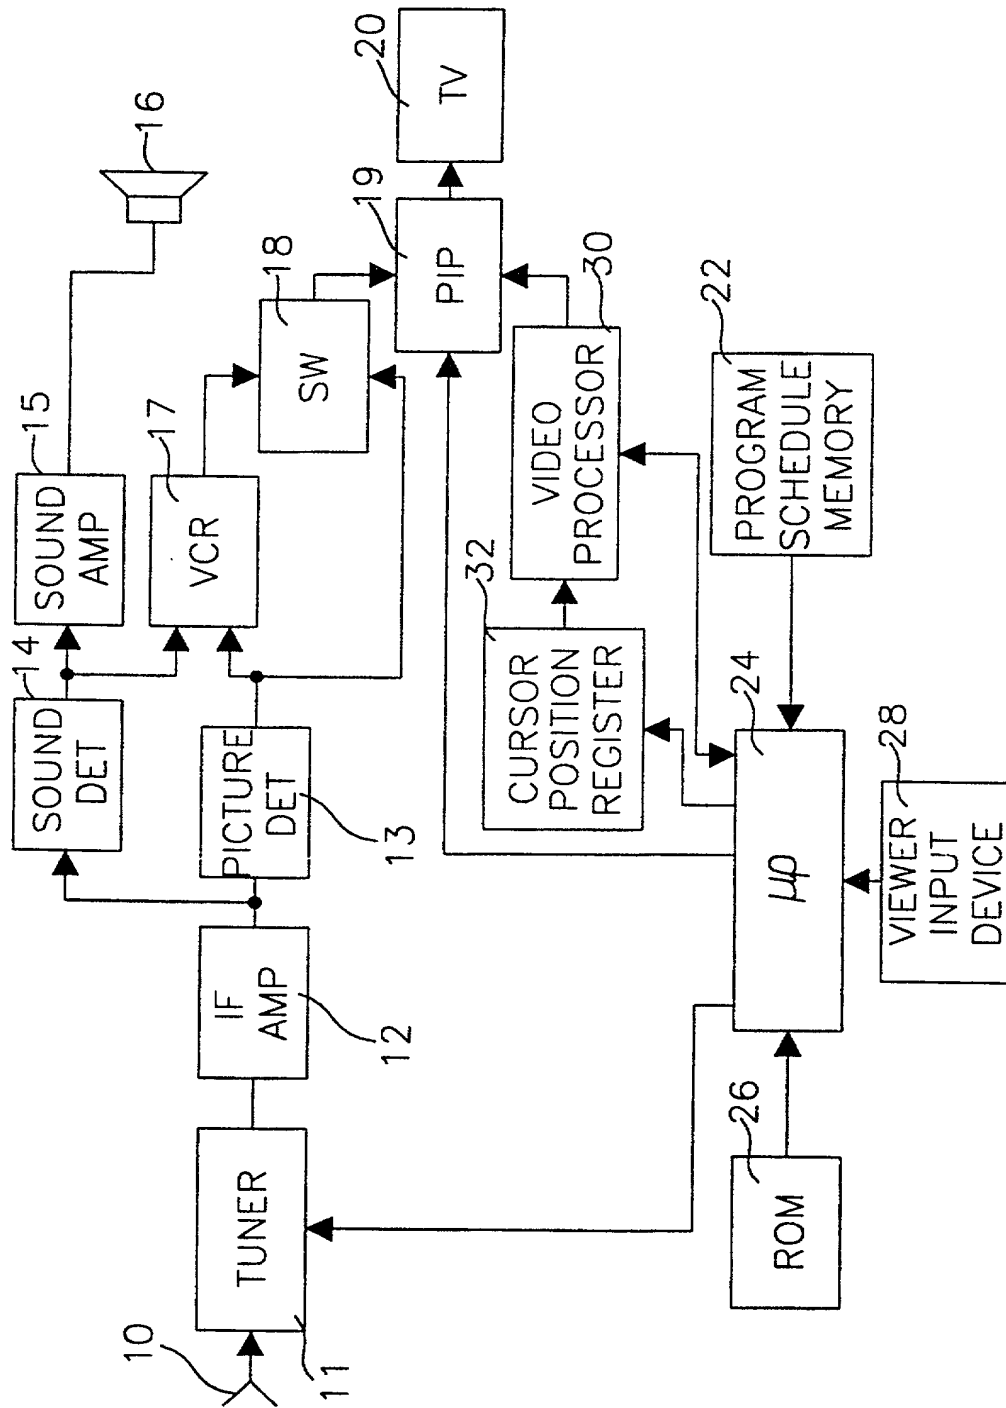 10
TUNER
11
IF
AMP
12
PICTURE
DET
13
SOUND
DET
14
SOUND
AMP
15
16
VCR
17
SW
18
PIP
19
TV
20
VIDEO
PROCESSOR
30
CURSOR
POSITION
REGISTER
32
PROGRAM
SCHEDULE
MEMORY
22
μp
24
ROM
26
VIEWER
INPUT
DEVICE
28